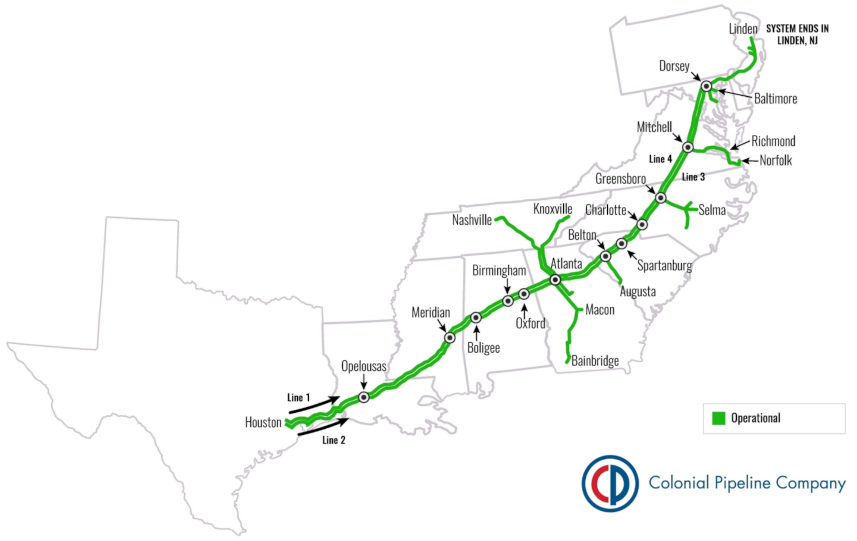 Linden
SYSTEM ENDS IN
LINDEN, NJ
Dorsey
Baltimore
Mitchell
Richmond
Line 4
Norfolk
Line 3
Greensboro
Knoxville
Charlotte
Selma
Nashville
Belton
Atlanta
Spartanburg
Birmingham
Augusta
Meridian
Oxford
Macon
Boligee
Bainbridge
Opelousas
Line 1
Houston
Line 2
Operational
CP
Colonial Pipeline Company